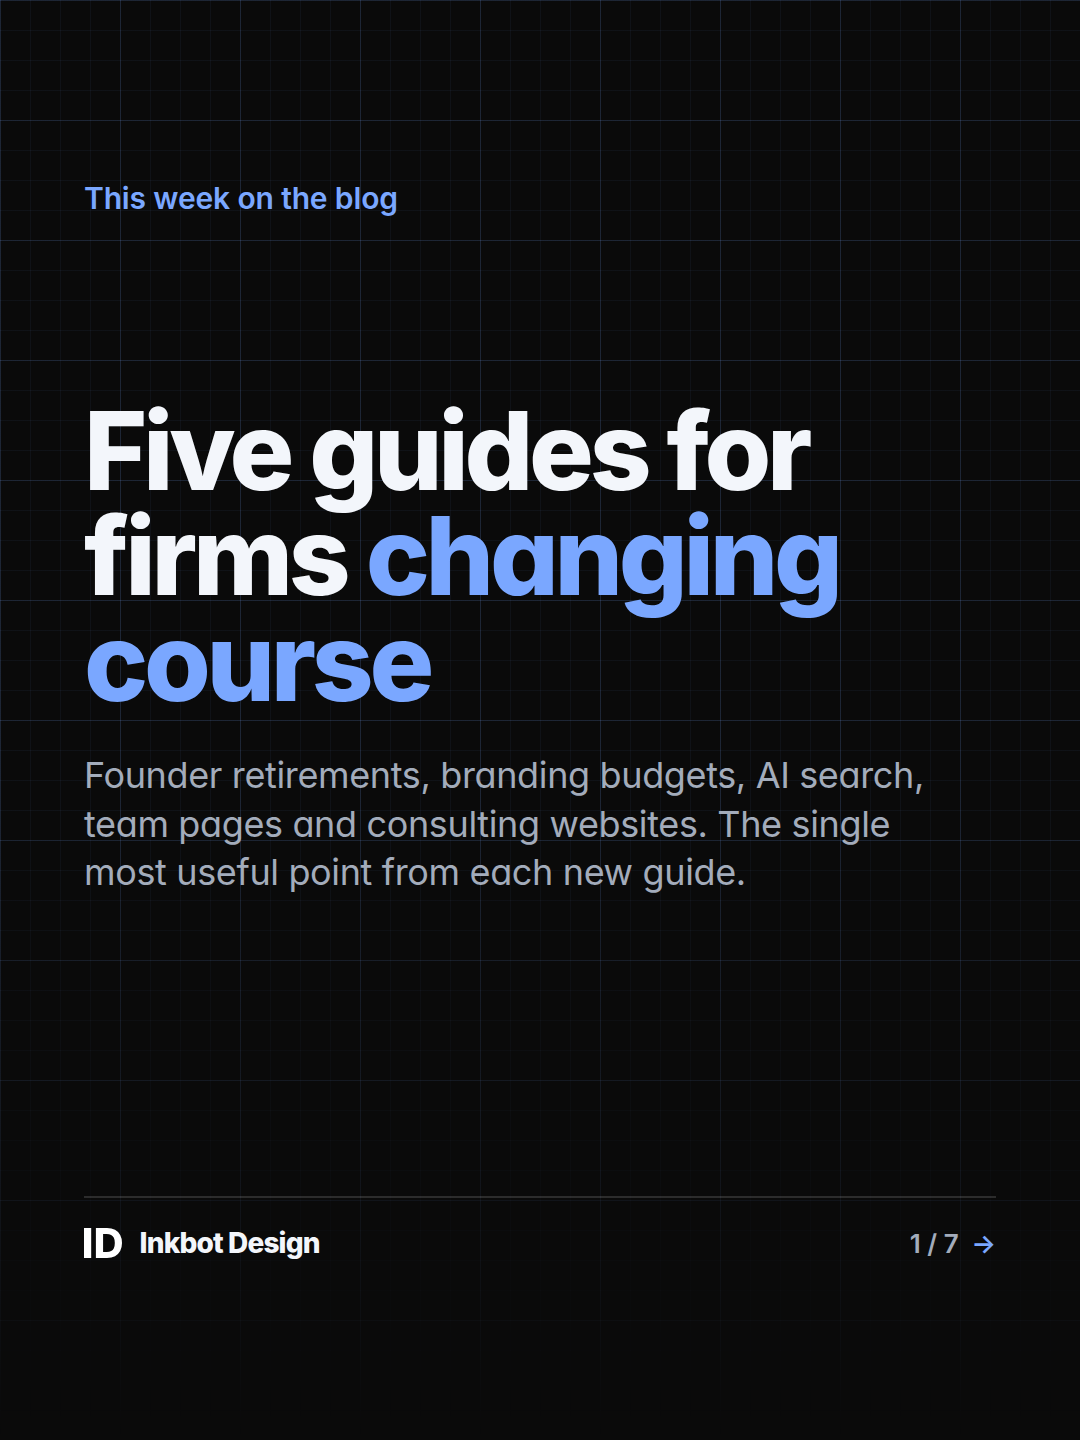 This week on the blog
Five guides for
firms changing
course
Founder retirements, branding budgets, AI search,
team pages and consulting websites. The single
most useful point from each new guide.
ID Inkbot Design
1 / 7 →